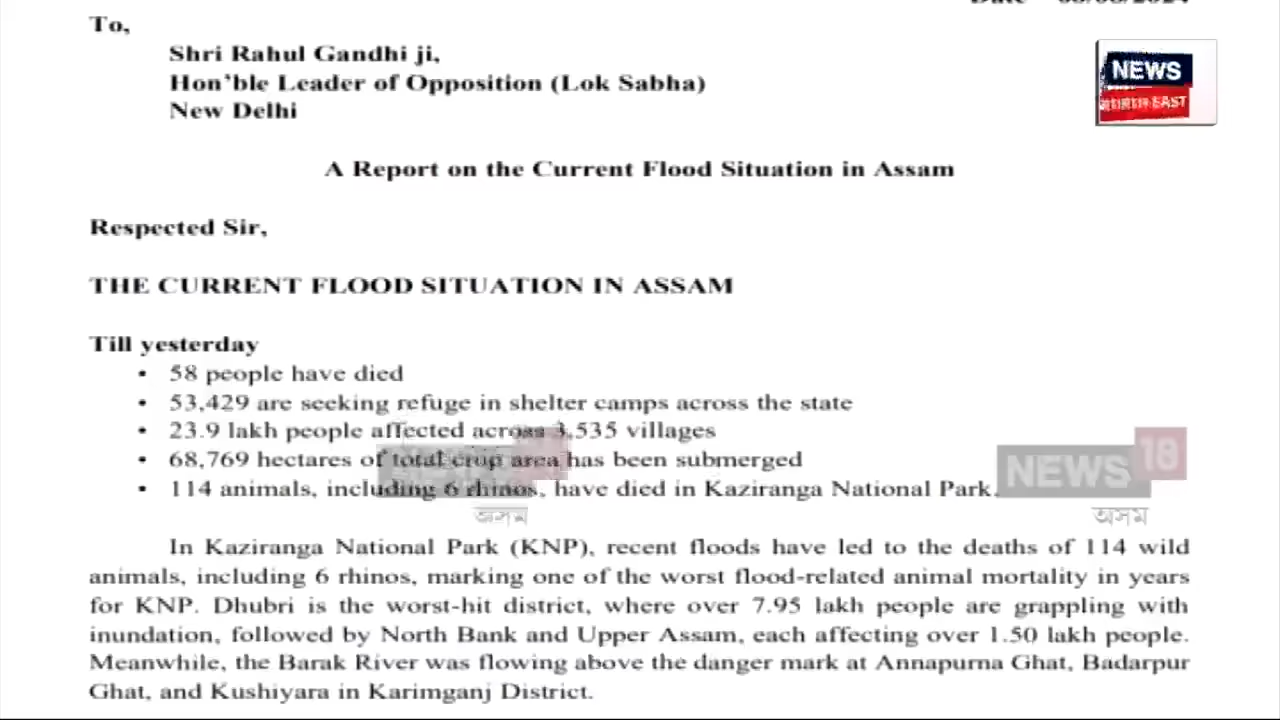 To,
Shri Rahul Gandhi ji,
Hon'ble Leader of Opposition (Lok Sabha)
New Delhi
NEWS
NORTH EAST
A Report on the Current Flood Situation in Assam
Respected Sir,
THE CURRENT FLOOD SITUATION IN ASSAM
Till yesterday
• 58 people have died
• 53,429 are seeking refuge in shelter camps across the state
• 23.9 lakh people affected across 3,535 villages
• 68,769 hectares of total crop area has been submerged
• 114 animals, including 6 rhinos, have died in Kaziranga National Park.
NEWS 18
অসম
অসম
In Kaziranga National Park (KNP), recent floods have led to the deaths of 114 wild
animals, including 6 rhinos, marking one of the worst flood-related animal mortality in years
for KNP. Dhubri is the worst-hit district, where over 7.95 lakh people are grappling with
inundation, followed by North Bank and Upper Assam, each affecting over 1.50 lakh people.
Meanwhile, the Barak River was flowing above the danger mark at Annapurna Ghat, Badarpur
Ghat, and Kushiyara in Karimganj District.